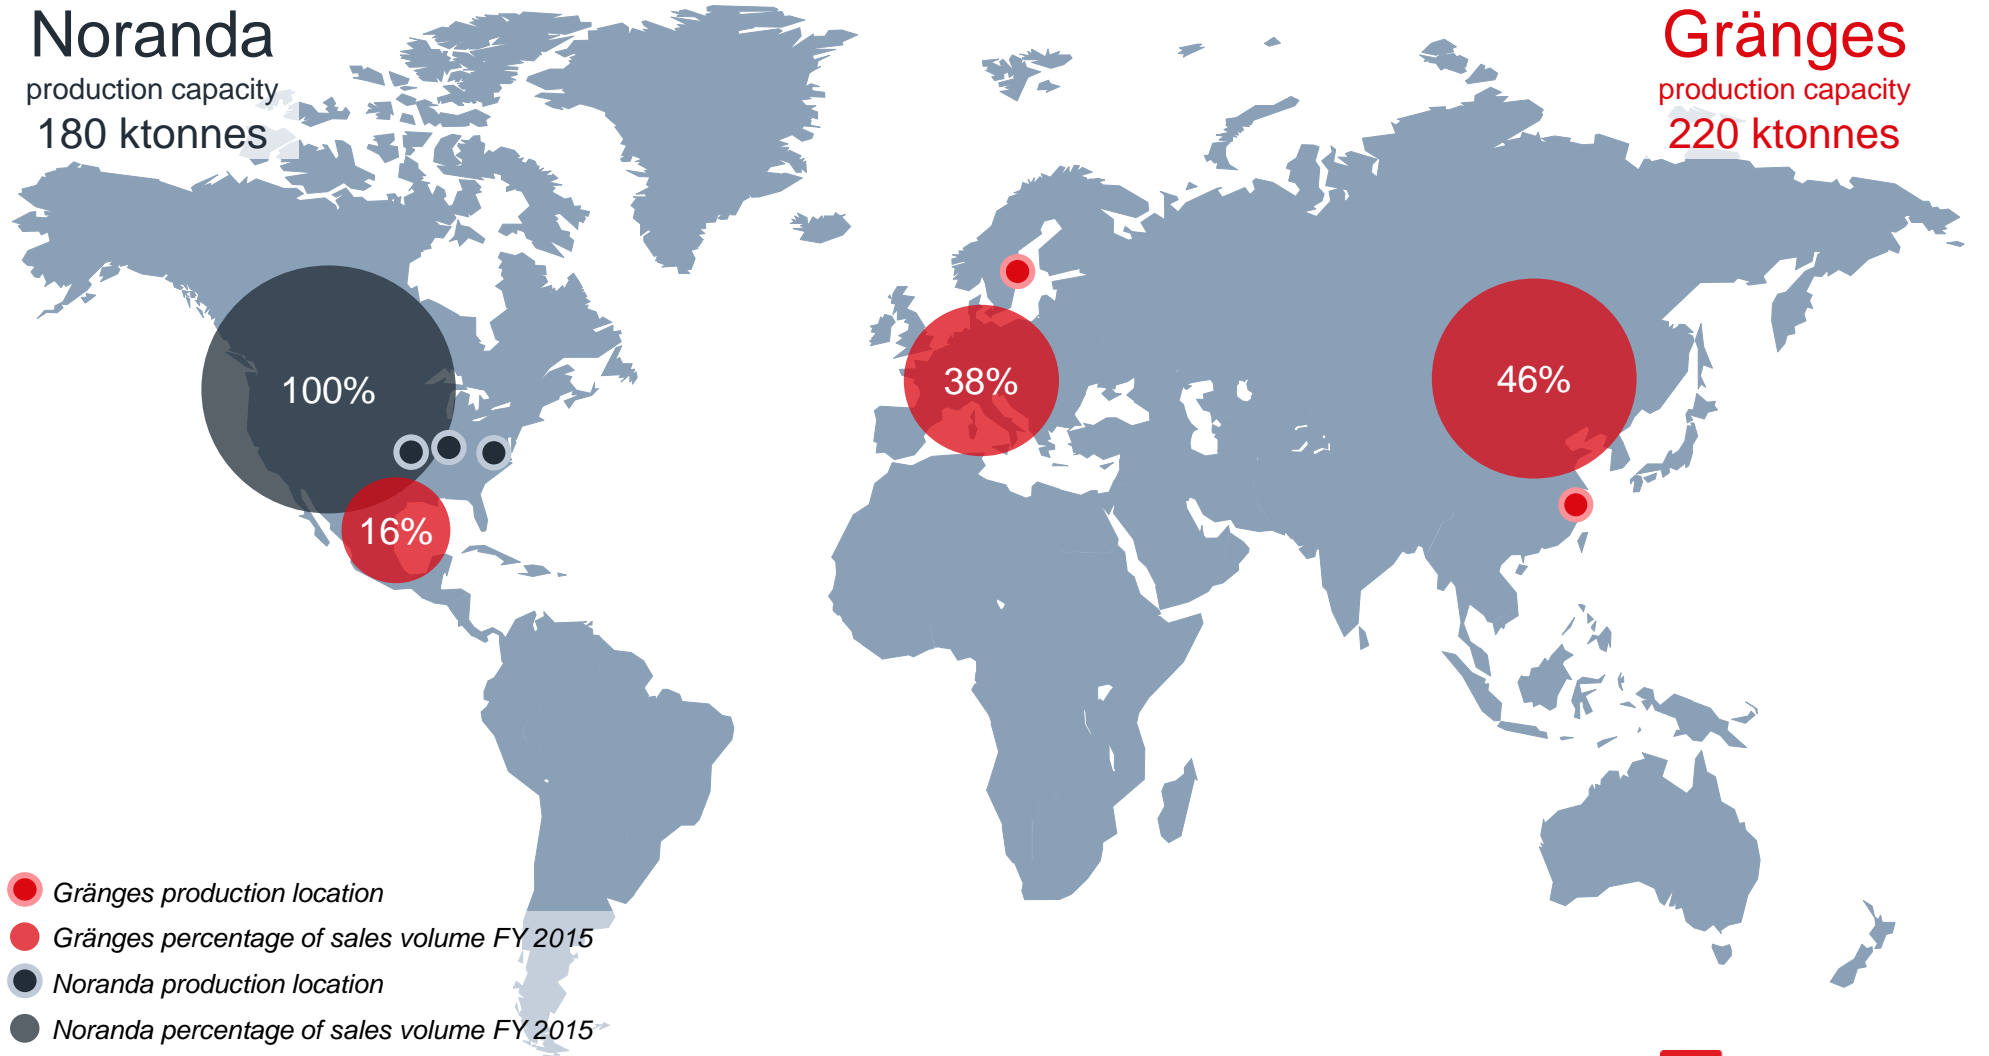 Noranda
production capacity
180 ktonnes
Gränges
production capacity
220 ktonnes
100%
38%
46%
16%
Gränges production location
Gränges percentage of sales volume FY 2015
Noranda production location
Noranda percentage of sales volume FY 2015